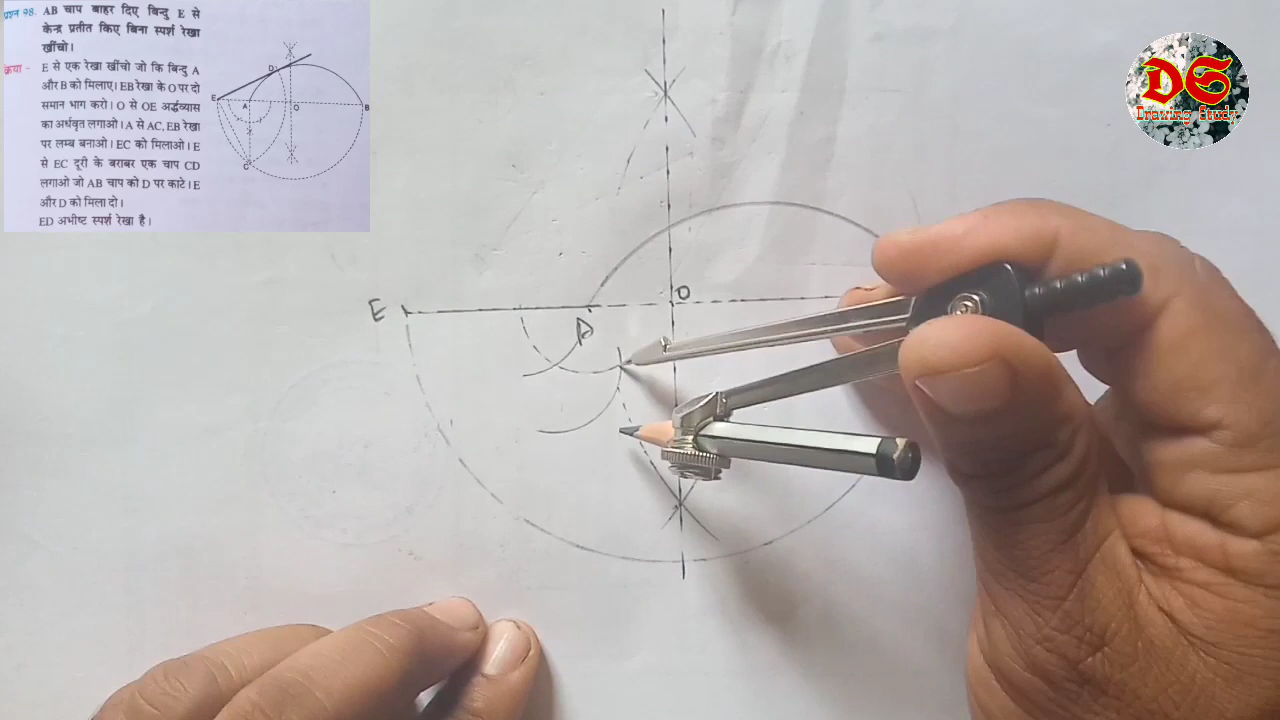 प्रश्न 98. AB चाप बाहर दिए बिन्दु E से
केन्द्र प्रतीत किए बिना स्पर्श रेखा
खींचो।
क्रिया - E से एक रेखा खींचो जो कि बिन्दु A
और B को मिलाए। EB रेखा के O पर दो
समान भाग करो। O से OE अर्द्धव्यास
का अर्धवृत लगाओ। A से AC, EB रेखा
पर लम्ब बनाओ। EC को मिलाओ। E
से EC दूरी के बराबर एक चाप CD
लगाओ जो AB चाप को D पर काटे। E
और D को मिला दो।
ED अभीष्ट स्पर्श रेखा है।
D
E
A
O
B
C
DS
Drawing Study
E
A
O